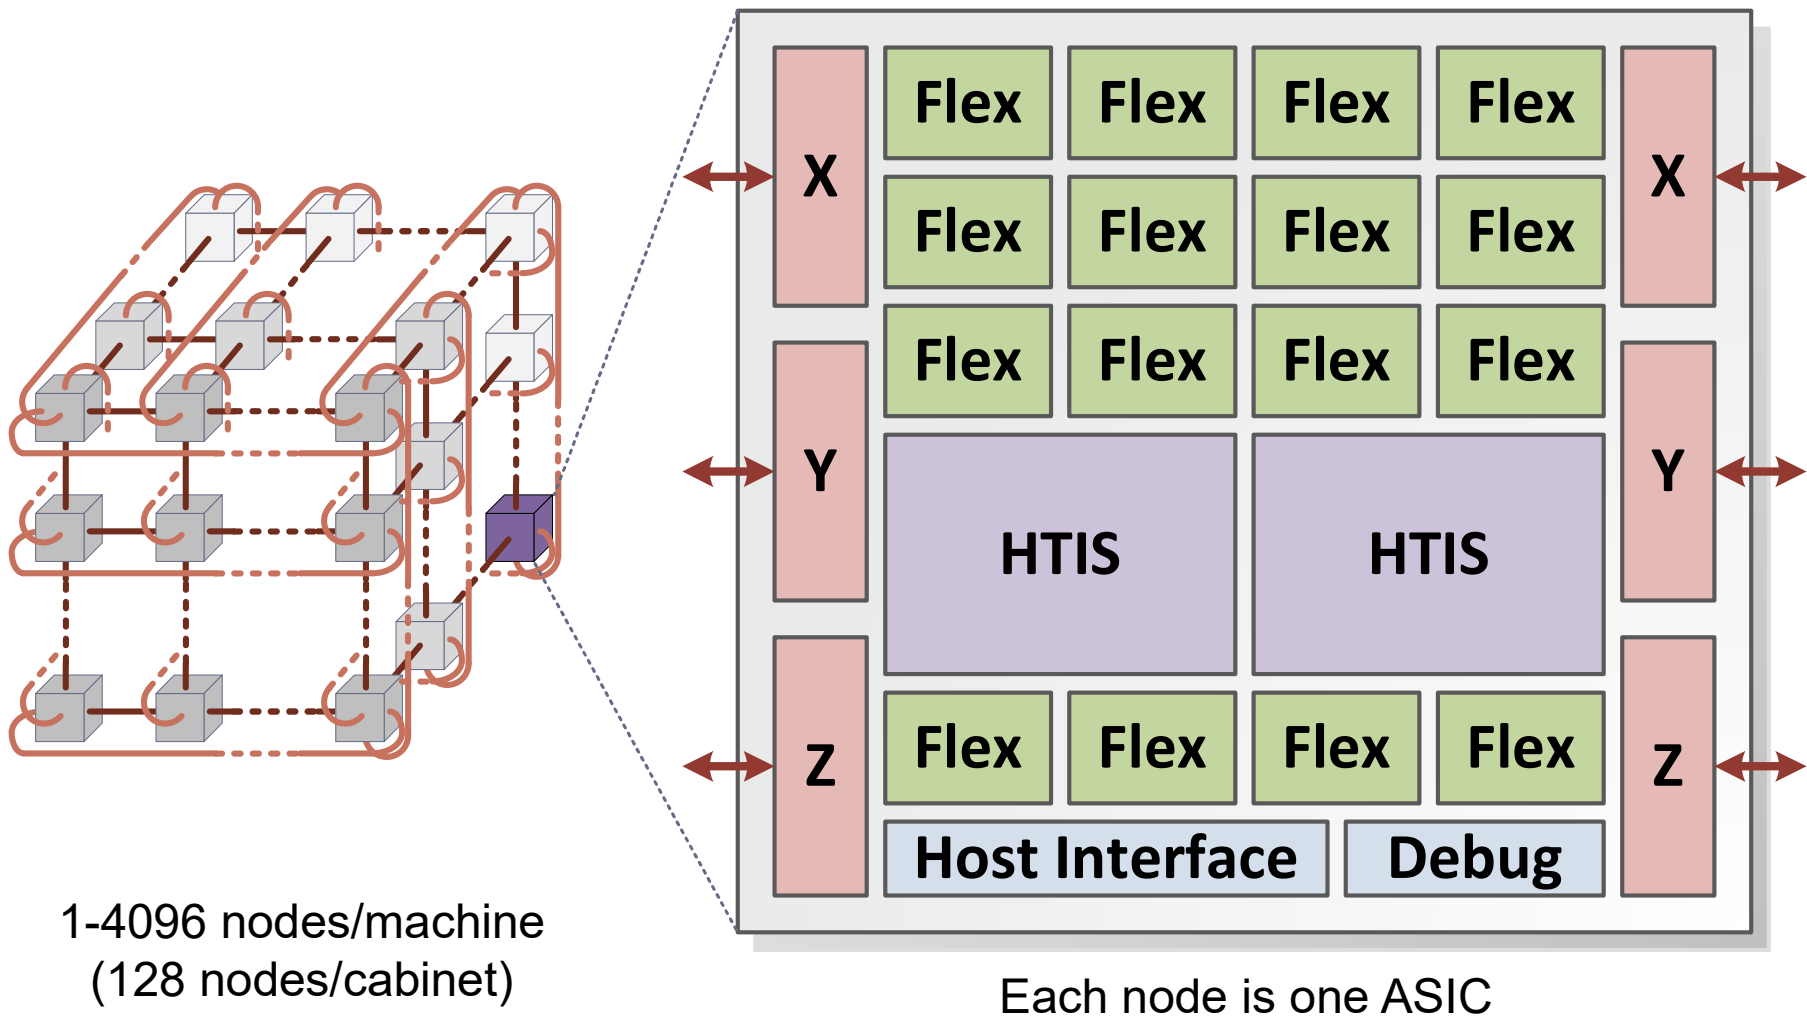 X
Flex Flex Flex Flex
X
Flex Flex Flex Flex
Flex Flex Flex Flex
Y
HTIS HTIS
Y
Z
Flex Flex Flex Flex
Z
Host Interface Debug
1-4096 nodes/machine
(128 nodes/cabinet)
Each node is one ASIC